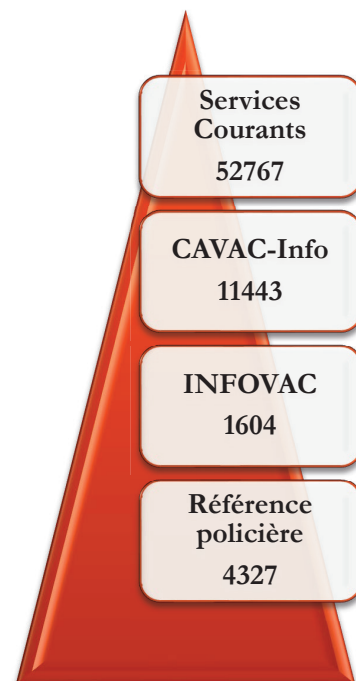 Services
Courants
52767
CAVAC-Info
11443
INFOVAC
1604
Référence
policière
4327